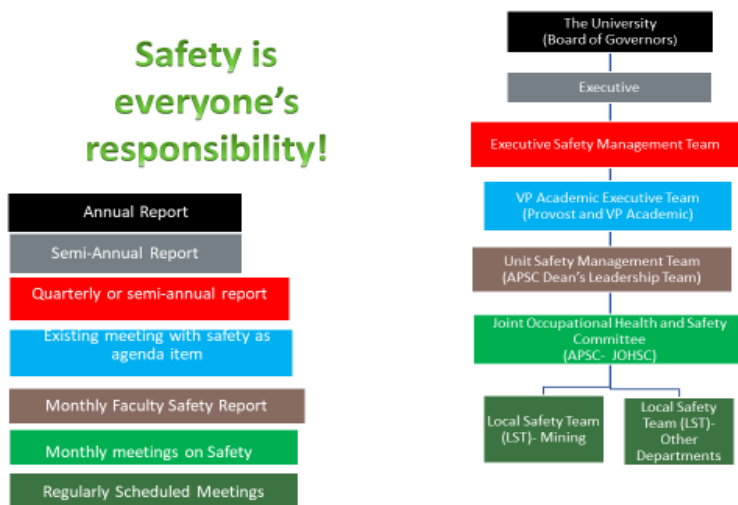 Safety is
everyone's
responsibility!
Annual Report
Semi-Annual Report
Quarterly or semi-annual report
Existing meeting with safety as
agenda item
Monthly Faculty Safety Report
Monthly meetings on Safety
Regularly Scheduled Meetings
The University
(Board of Governors)
Executive
Executive Safety Management Team
VP Academic Executive Team
(Provost and VP Academic)
Unit Safety Management Team
(APSC Dean's Leadership Team)
Joint Occupational Health and Safety
Committee
(APSC- JOHSC)
Local Safety Team
(LST)- Mining
Local Safety
Team (LST)-
Other
Departments